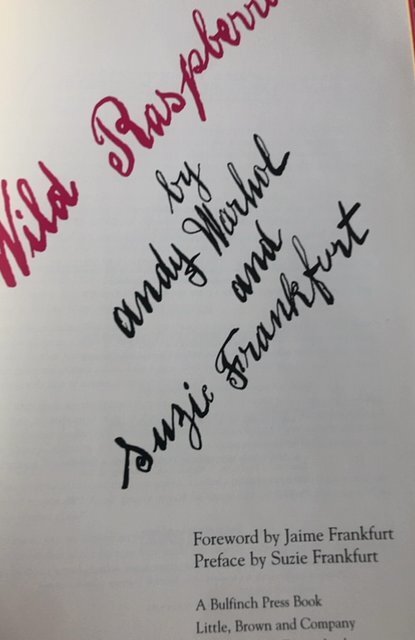 Wild Raspberri
by
andy Warhol
and
Suzie Frankfurt
Foreword by Jaime Frankfurt
Preface by Suzie Frankfurt
A Bulfinch Press Book
Little, Brown and Company